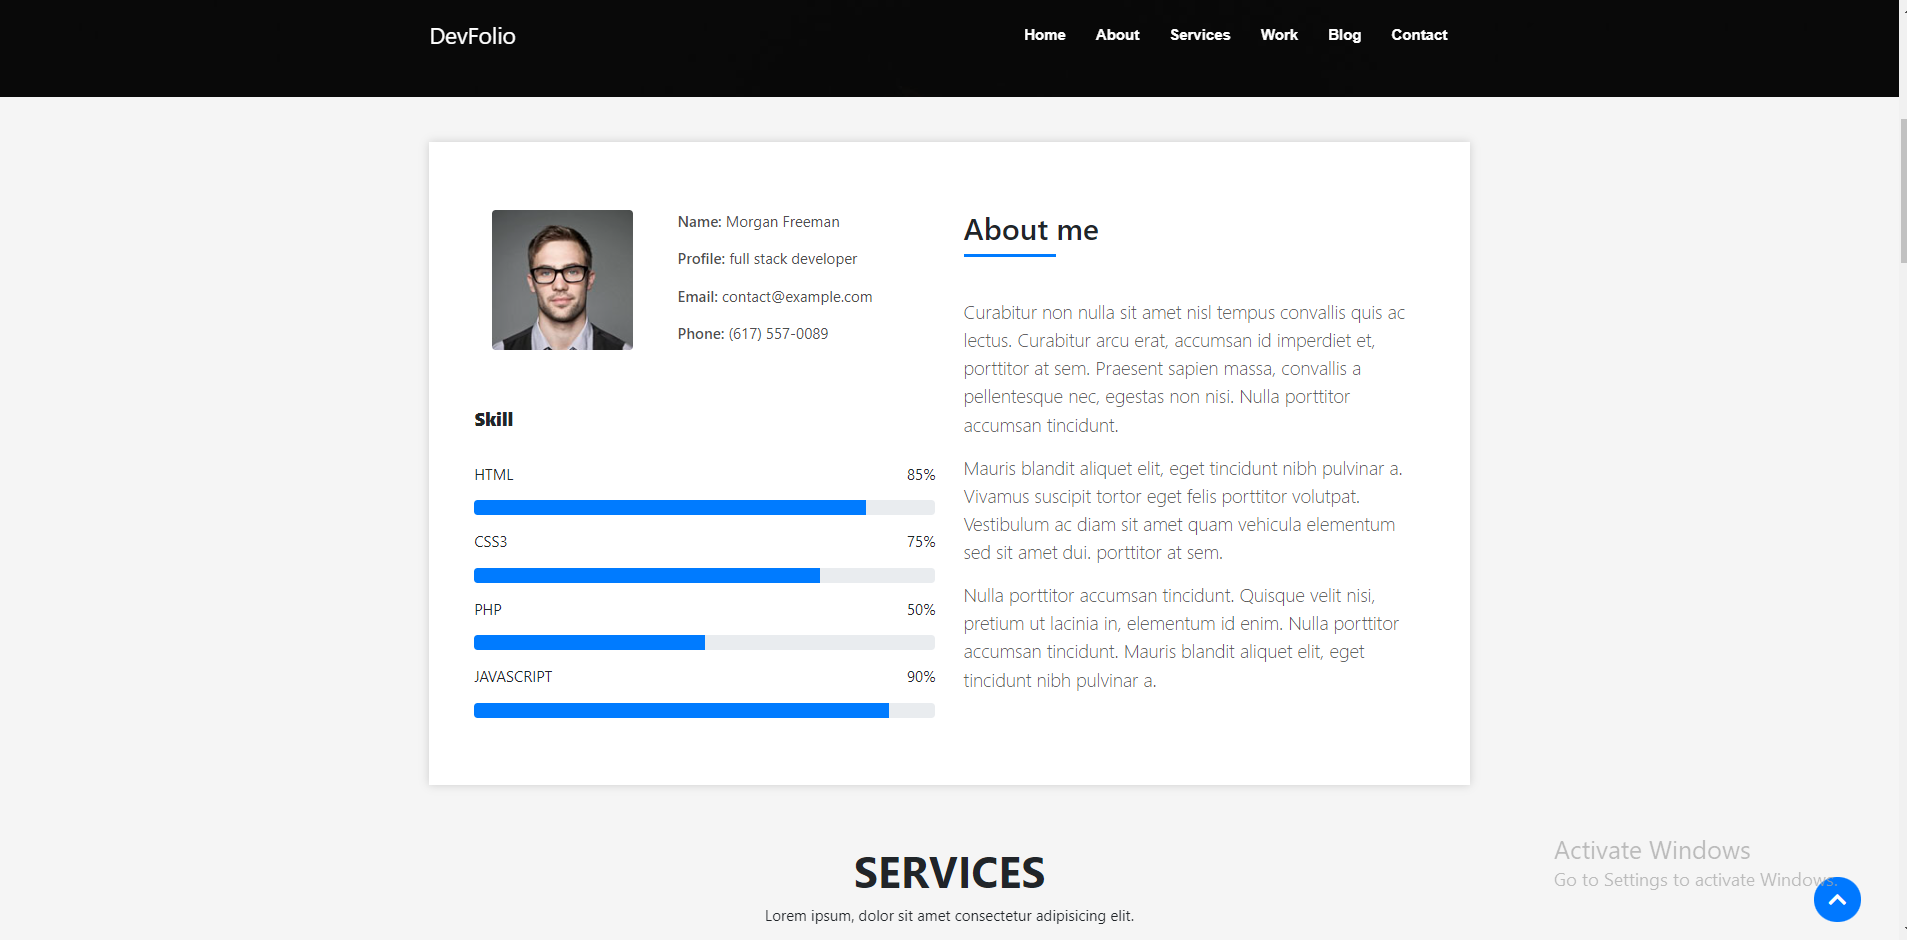 DevFolio
Home About Services Work Blog Contact
Name: Morgan Freeman
Profile: full stack developer
Email: contact@example.com
Phone: (617) 557-0089
Skill
HTML 85%
CSS3 75%
PHP 50%
JAVASCRIPT 90%
About me
Curabitur non nulla sit amet nisl tempus convallis quis ac
lectus. Curabitur arcu erat, accumsan id imperdiet et,
porttitor at sem. Praesent sapien massa, convallis a
pellentesque nec, egestas non nisi. Nulla porttitor
accumsan tincidunt.
Mauris blandit aliquet elit, eget tincidunt nibh pulvinar a.
Vivamus suscipit tortor eget felis porttitor volutpat.
Vestibulum ac diam sit amet quam vehicula elementum
sed sit amet dui. porttitor at sem.
Nulla porttitor accumsan tincidunt. Quisque velit nisi,
pretium ut lacinia in, elementum id enim. Nulla porttitor
accumsan tincidunt. Mauris blandit aliquet elit, eget
tincidunt nibh pulvinar a.
SERVICES
Lorem ipsum, dolor sit amet consectetur adipisicing elit.
Activate Windows
Go to Settings to activate Windows.